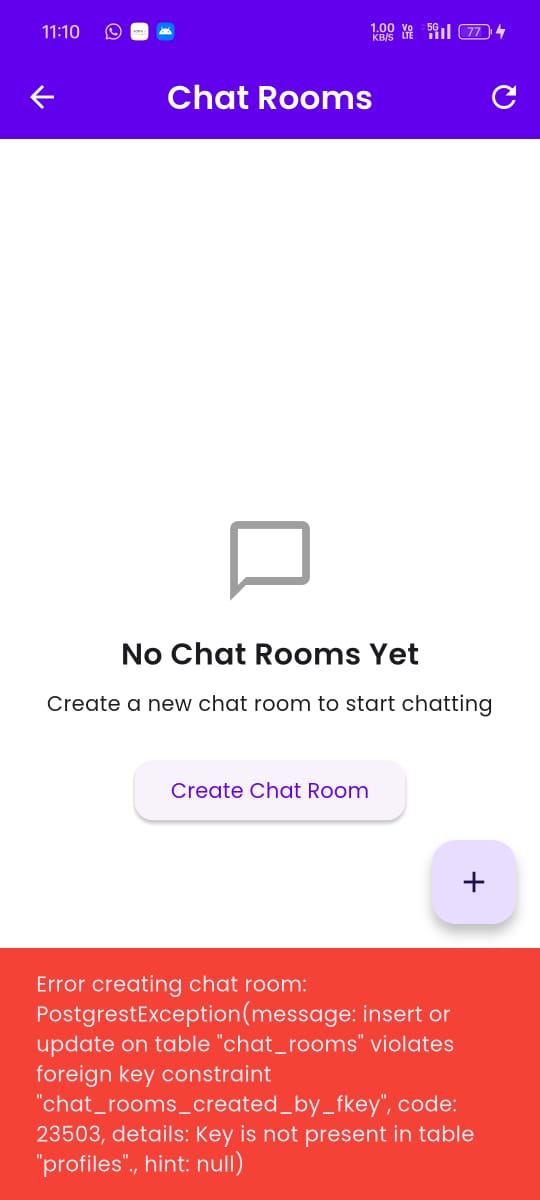 11:10
1.00 KB/S
Vo LTE
5G
77
Chat Rooms
No Chat Rooms Yet
Create a new chat room to start chatting
Create Chat Room
+
Error creating chat room:
PostgrestException(message: insert or
update on table "chat_rooms" violates
foreign key constraint
"chat_rooms_created_by_fkey", code:
23503, details: Key is not present in table
"profiles"., hint: null)